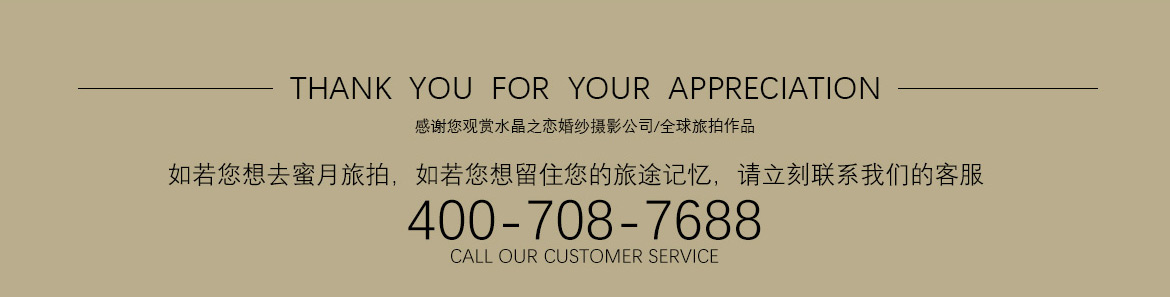 THANK YOU FOR YOUR APPRECIATION
感谢您观赏水晶之恋婚纱摄影公司/全球旅拍作品
如若您想去蜜月旅拍，如若您想留住您的旅途记忆，请立刻联系我们的客服
400-708-7688
CALL OUR CUSTOMER SERVICE